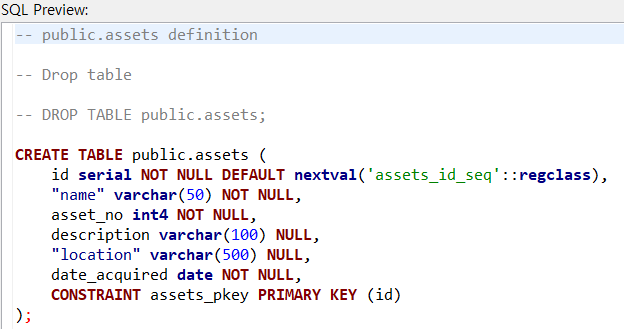 SQL Preview:
-- public.assets definition
-- Drop table
-- DROP TABLE public.assets;
CREATE TABLE public.assets (
id serial NOT NULL DEFAULT nextval('assets_id_seq'::regclass),
"name" varchar(50) NOT NULL,
asset_no int4 NOT NULL,
description varchar(100) NULL,
"location" varchar(500) NULL,
date_acquired date NOT NULL,
CONSTRAINT assets_pkey PRIMARY KEY (id)
);